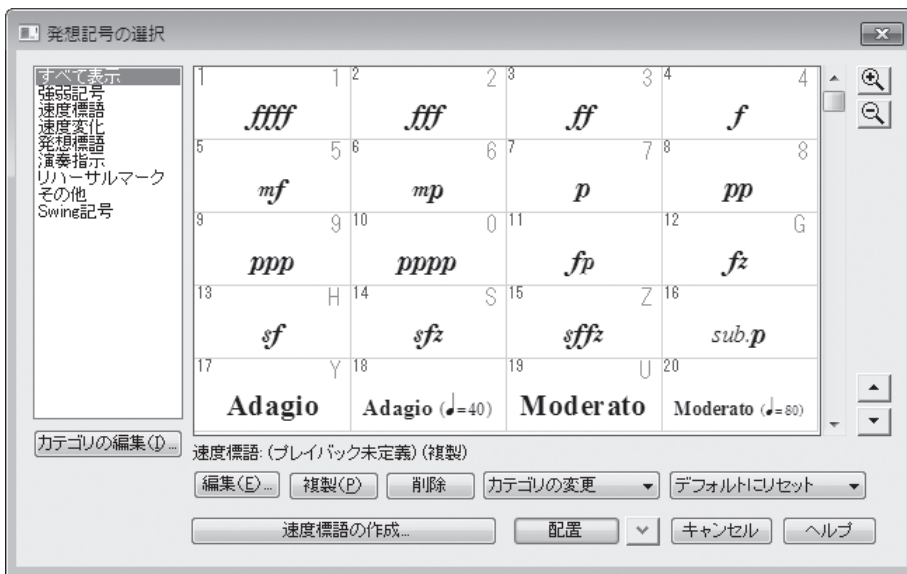 発想記号の選択
すべて表示
強弱記号
速度標語
速度変化
発想標語
演奏指示
リハーサルマーク
その他
Swing記号
カテゴリの編集(I)...
1 1 2 2 3 3 4 4
ffff fff ff f
5 5 6 6 7 7 8 8
mf mp p pp
9 9 10 0 11 12 G
ppp pppp fp fz
13 H 14 S 15 Z 16
sf sfz sffz sub.p
17 Y 18 19 U 20
Adagio Adagio (♩=40) Moderato Moderato (♩=80)
速度標語: (プレイバック未定義) (複製)
編集(E)... 複製(P) 削除 カテゴリの変更 デフォルトにリセット
速度標語の作成... 配置 キャンセル ヘルプ